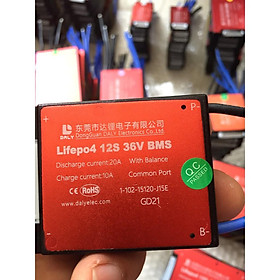 P-
DALY
东莞市达锂电子有限公司
DongGuan DALY Electronics Co.,Ltd
Lifepo4 12S 36V BMS
Discharge current:20A With Balance
Charge current:10A Common Port
CE RoHS 1-102-15120-J15E
www.dalyelec.com GD21
QC
PASSED
B-